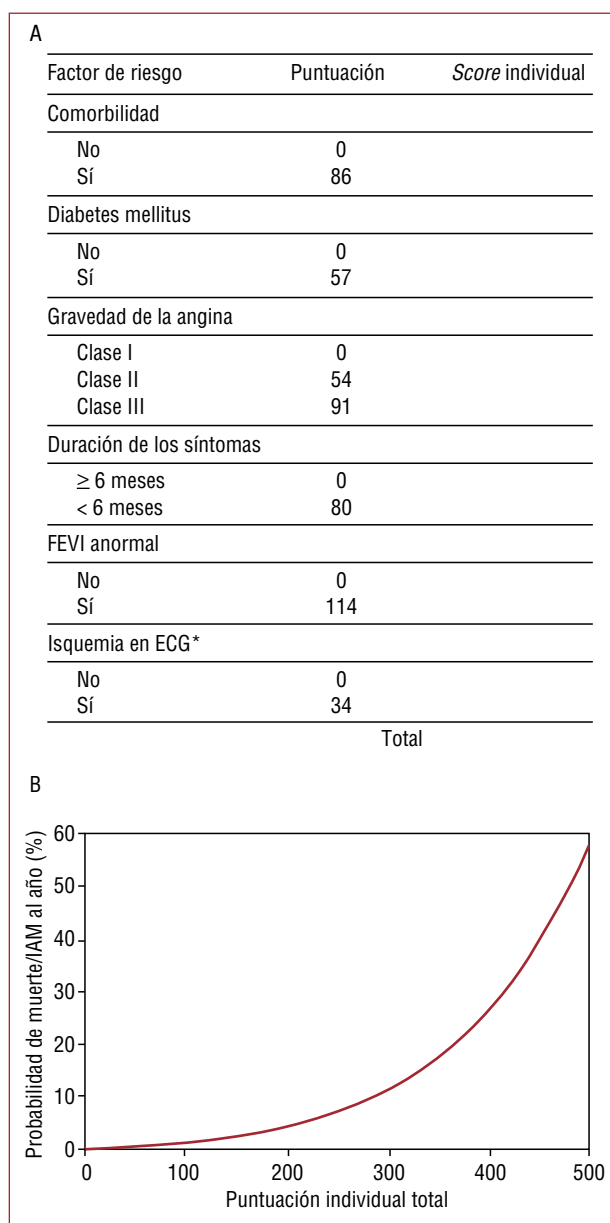 A
Factor de riesgo Puntuación Score individual
Comorbilidad
No 0
Sí 86
Diabetes mellitus
No 0
Sí 57
Gravedad de la angina
Clase I 0
Clase II 54
Clase III 91
Duración de los síntomas
≥ 6 meses 0
< 6 meses 80
FEVI anormal
No 0
Sí 114
Isquemia en ECG*
No 0
Sí 34
Total
B
Probabilidad de muerte/IAM al año (%)
60
50
40
30
20
10
0
0 100 200 300 400 500
Puntuación individual total